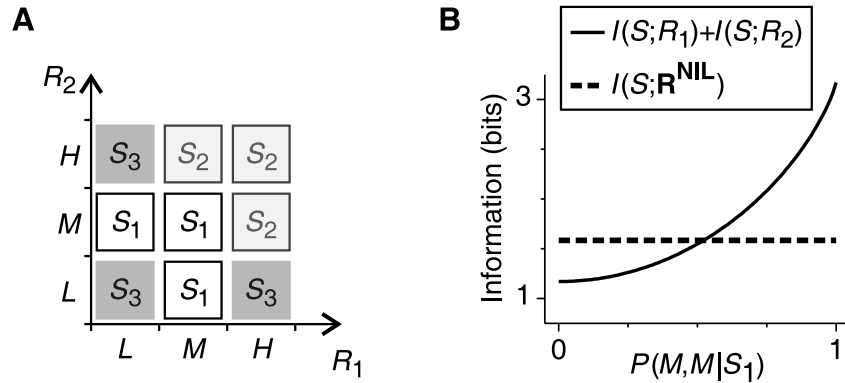 A
R2
H
S3
S2
S2
M
S1
S1
S2
L
S3
S1
S3
L
M
H
R1
B
I(S;R1)+I(S;R2)
I(S;R^NIL)
Information (bits)
3
1
0
1
P(M,M|S1)